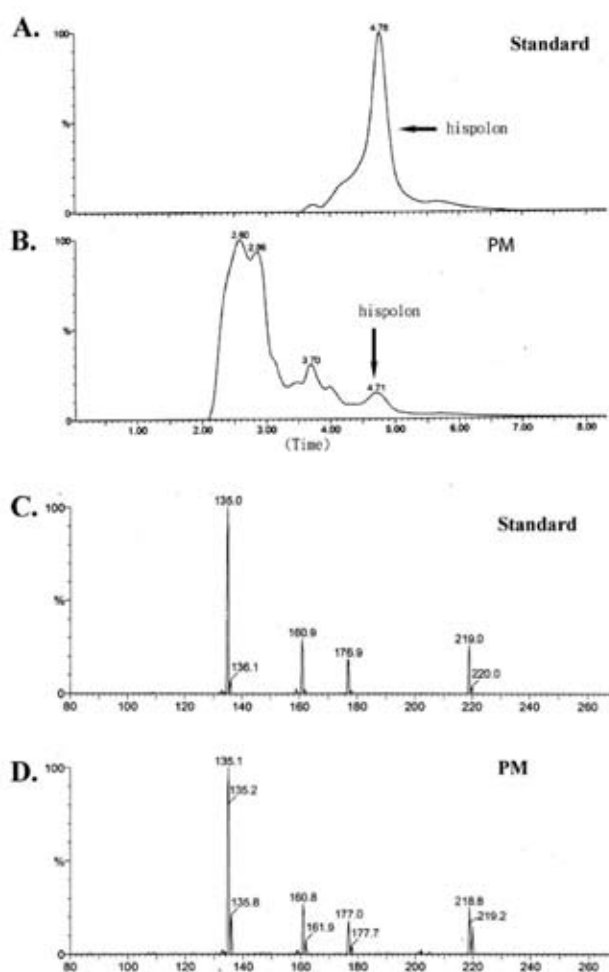 A.
Standard
100
4.76
%
hispolon
0
B.
PM
100
2.60
2.86
hispolon
%
3.70
4.71
0
1.00 2.00 3.00 4.00 5.00 6.00 7.00 8.00
(Time)
C.
Standard
100
135.0
%
160.9
176.9
219.0
136.1
220.0
0
80 100 120 140 160 180 200 220 240 260
D.
PM
100
135.1
135.2
%
135.8
160.8
161.9
177.0
177.7
218.8
219.2
0
80 100 120 140 160 180 200 220 240 260